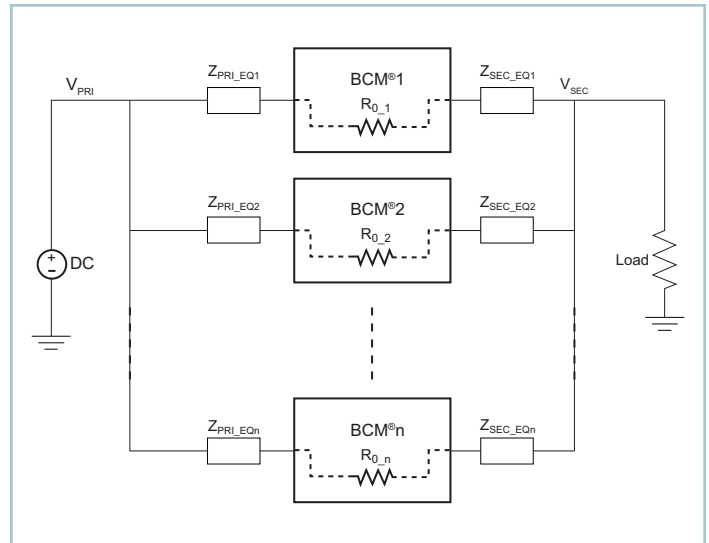 V_PRI
Z_PRI_EQ1
BCM®1
R_0_1
Z_SEC_EQ1
V_SEC
Z_PRI_EQ2
BCM®2
R_0_2
Z_SEC_EQ2
+
−
DC
Load
Z_PRI_EQn
BCM®n
R_0_n
Z_SEC_EQn